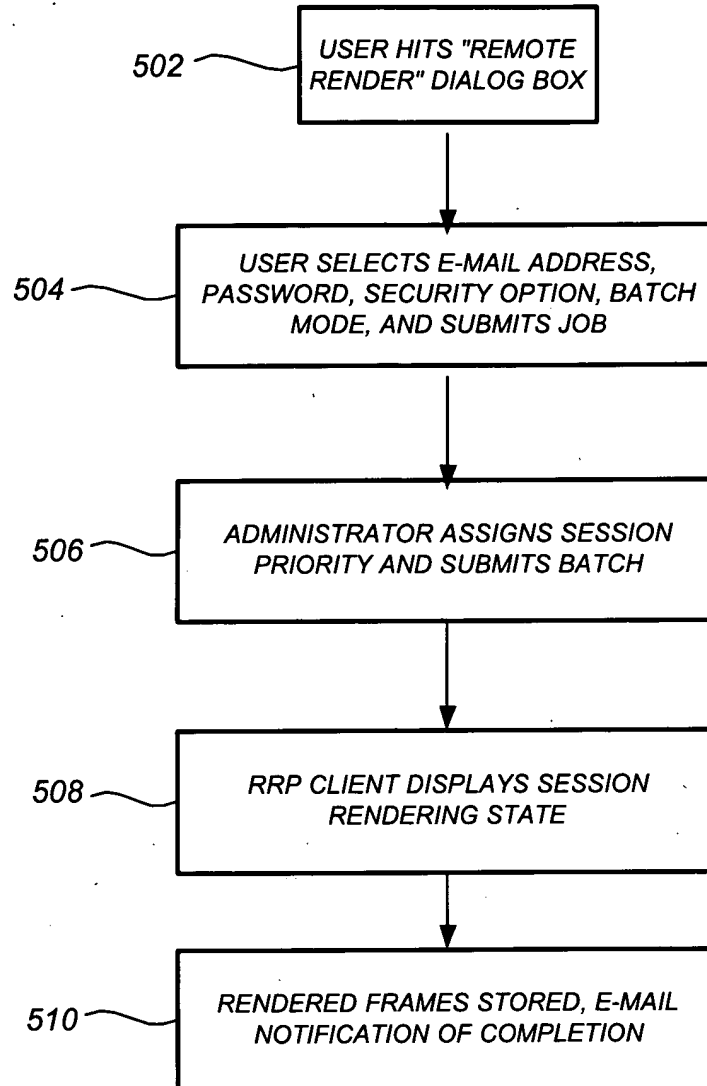 502
USER HITS "REMOTE
RENDER" DIALOG BOX
504
USER SELECTS E-MAIL ADDRESS,
PASSWORD, SECURITY OPTION, BATCH
MODE, AND SUBMITS JOB
506
ADMINISTRATOR ASSIGNS SESSION
PRIORITY AND SUBMITS BATCH
508
RRP CLIENT DISPLAYS SESSION
RENDERING STATE
510
RENDERED FRAMES STORED, E-MAIL
NOTIFICATION OF COMPLETION